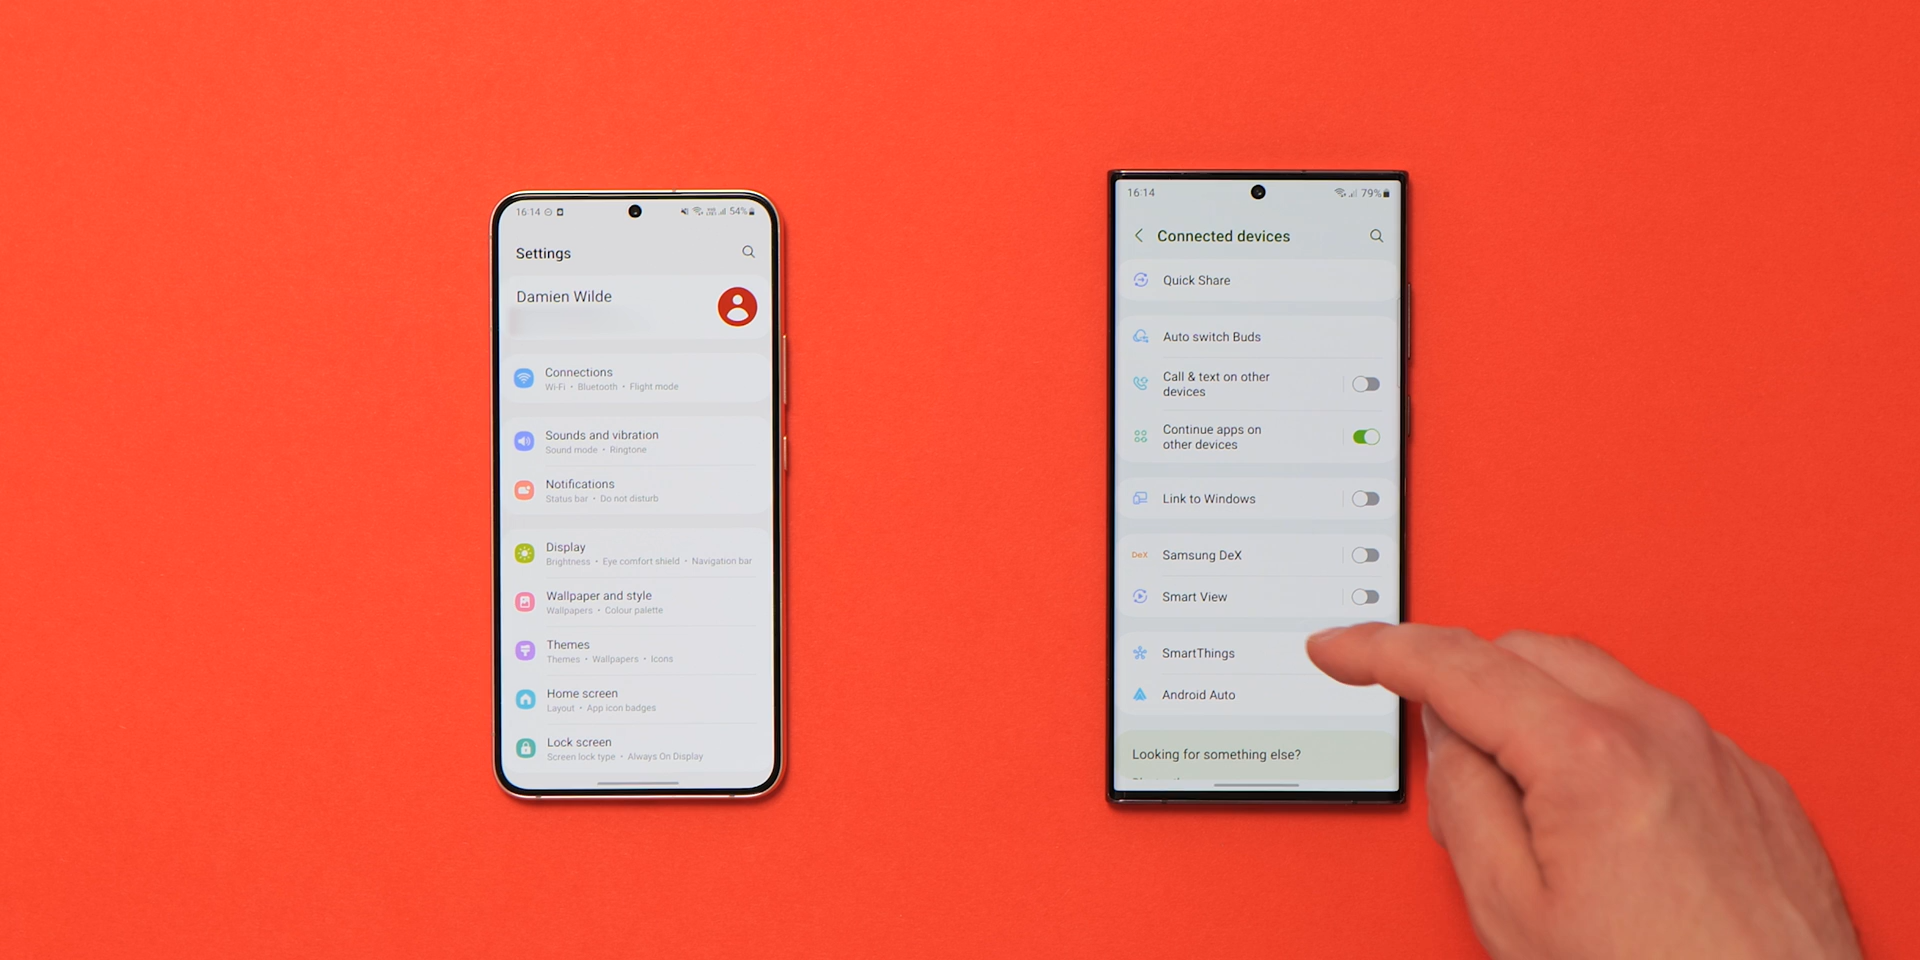 16:14
54%
Settings
Damien Wilde
Connections
Wi-Fi • Bluetooth • Flight mode
Sounds and vibration
Sound mode • Ringtone
Notifications
Status bar • Do not disturb
Display
Brightness • Eye comfort shield • Navigation bar
Wallpaper and style
Wallpapers • Colour palette
Themes
Themes • Wallpapers • Icons
Home screen
Layout • App icon badges
Lock screen
Screen lock type • Always On Display
16:14
79%
Connected devices
Quick Share
Auto switch Buds
Call & text on other
devices
Continue apps on
other devices
Link to Windows
DeX
Samsung DeX
Smart View
SmartThings
Android Auto
Looking for something else?